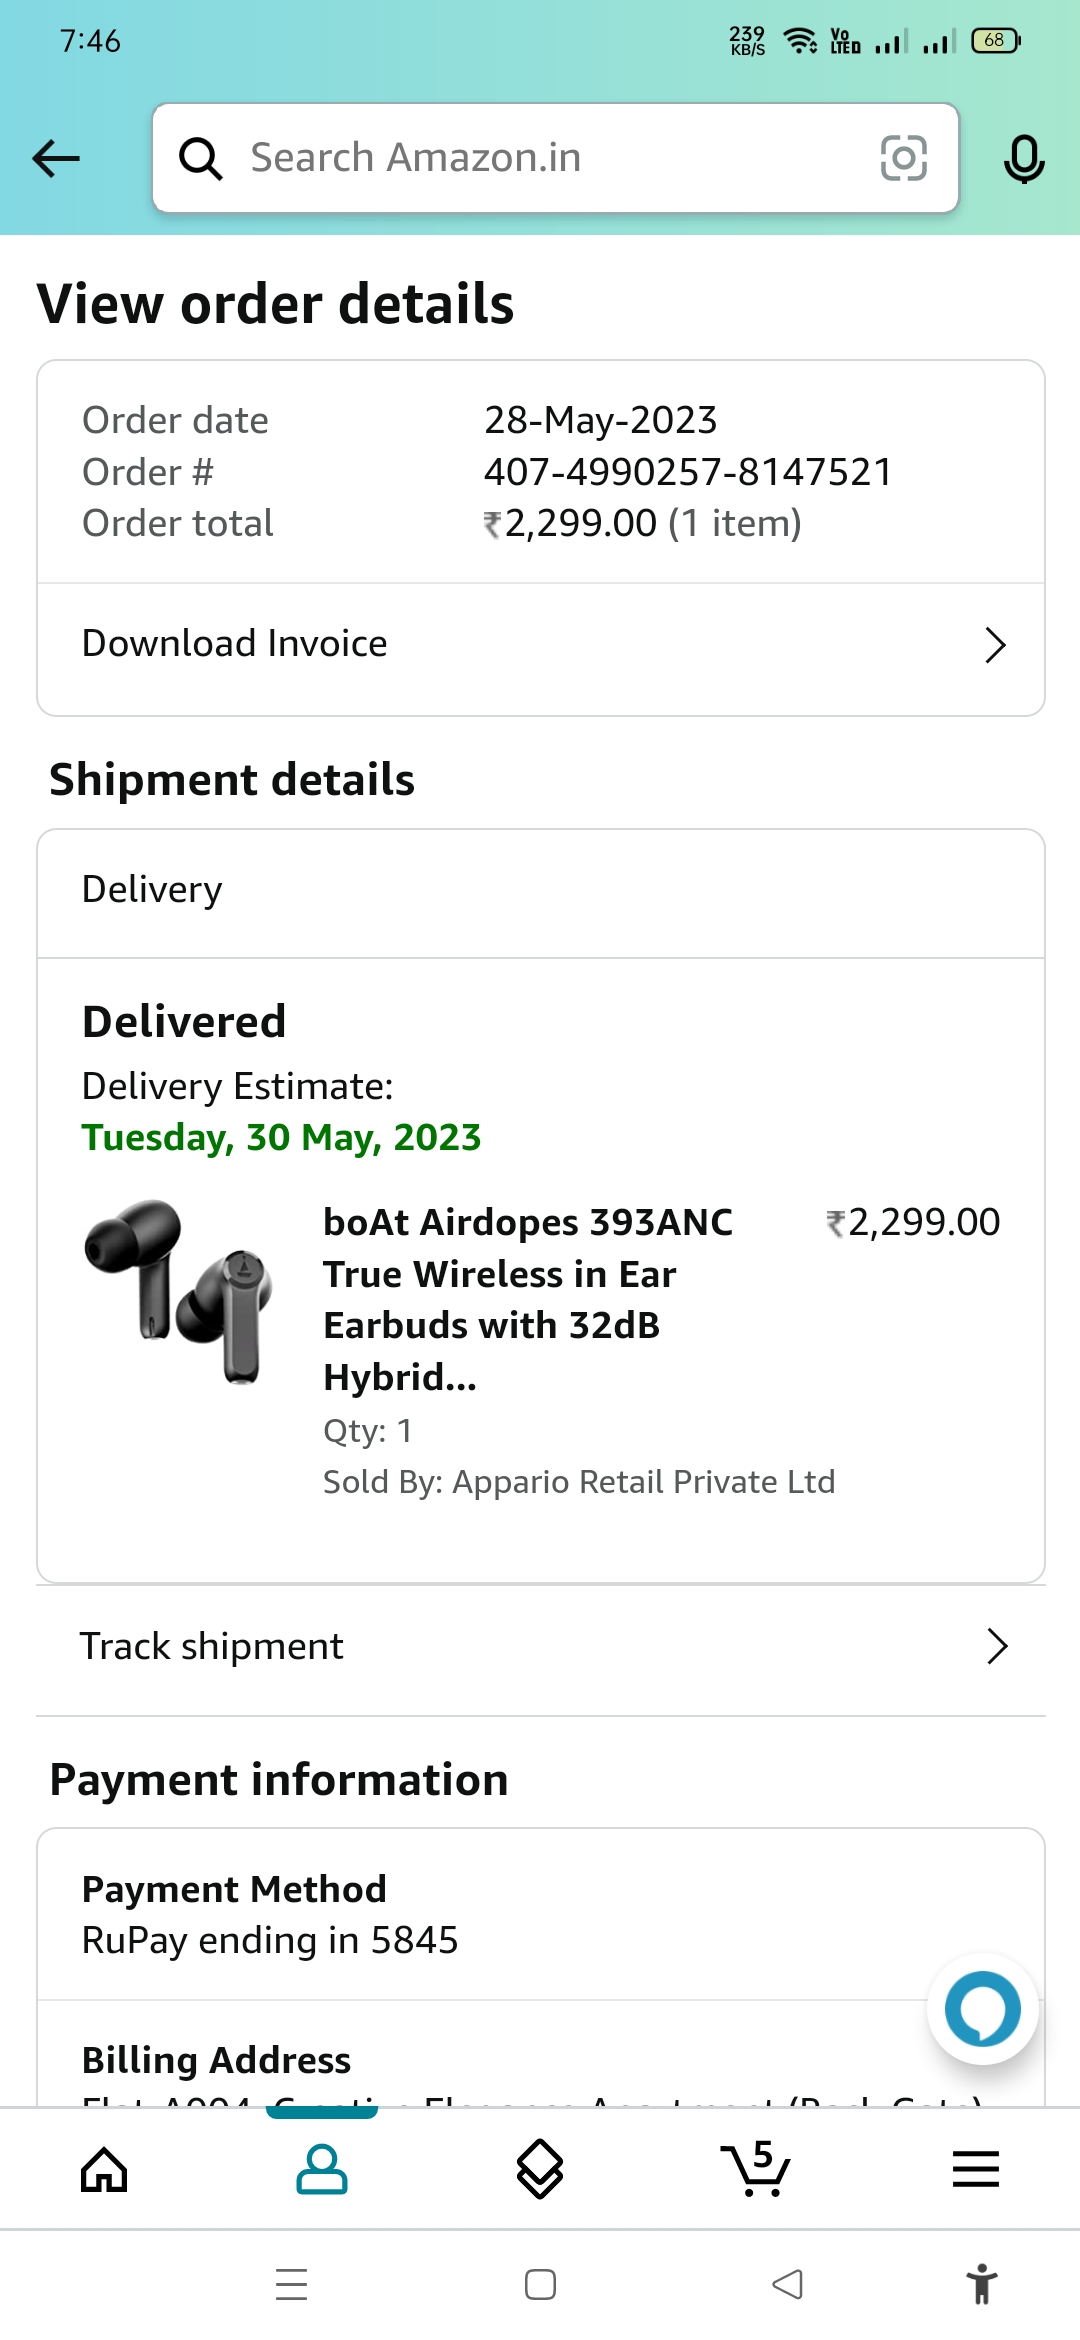 7:46
239
KB/S
Vo
LTED
68
Search Amazon.in
View order details
Order date 28-May-2023
Order # 407-4990257-8147521
Order total ₹2,299.00 (1 item)
Download Invoice
Shipment details
Delivery
Delivered
Delivery Estimate:
Tuesday, 30 May, 2023
boAt Airdopes 393ANC ₹2,299.00
True Wireless in Ear
Earbuds with 32dB
Hybrid...
Qty: 1
Sold By: Appario Retail Private Ltd
Track shipment
Payment information
Payment Method
RuPay ending in 5845
Billing Address
5